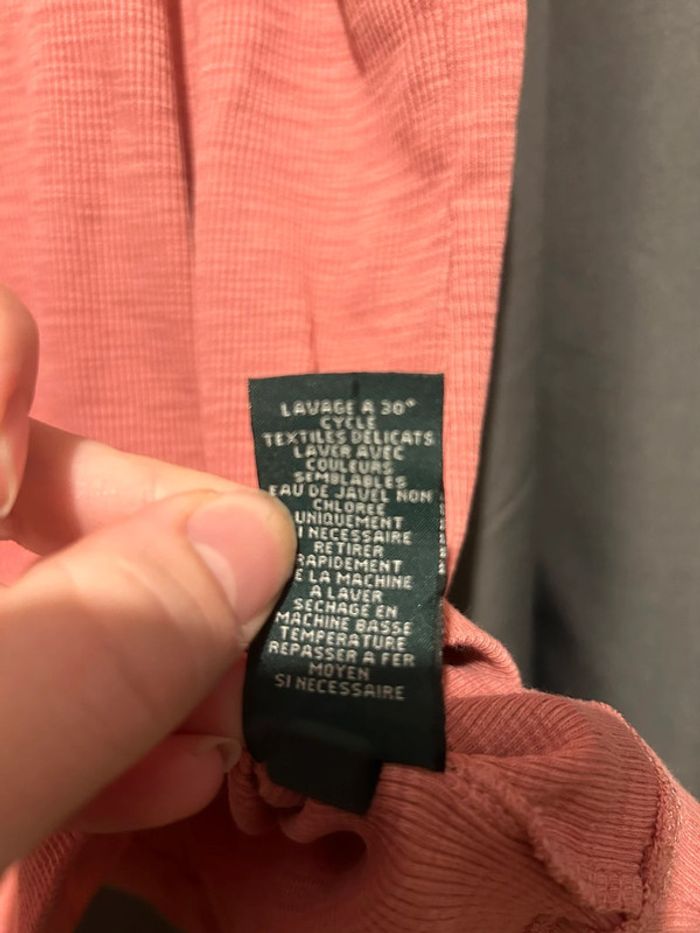 LAVAGE A 30°
CYCLE
TEXTILES DELICATS
LAVER AVEC
COULEURS
SEMBLABLES
EAU DE JAVEL NON
CHLOREE
UNIQUEMENT
I NECESSAIRE
RETIRER
RAPIDEMENT
E LA MACHINE
A LAVER
SECHAGE EN
MACHINE BASSE
TEMPERATURE
REPASSER A FER
MOYEN
SI NECESSAIRE